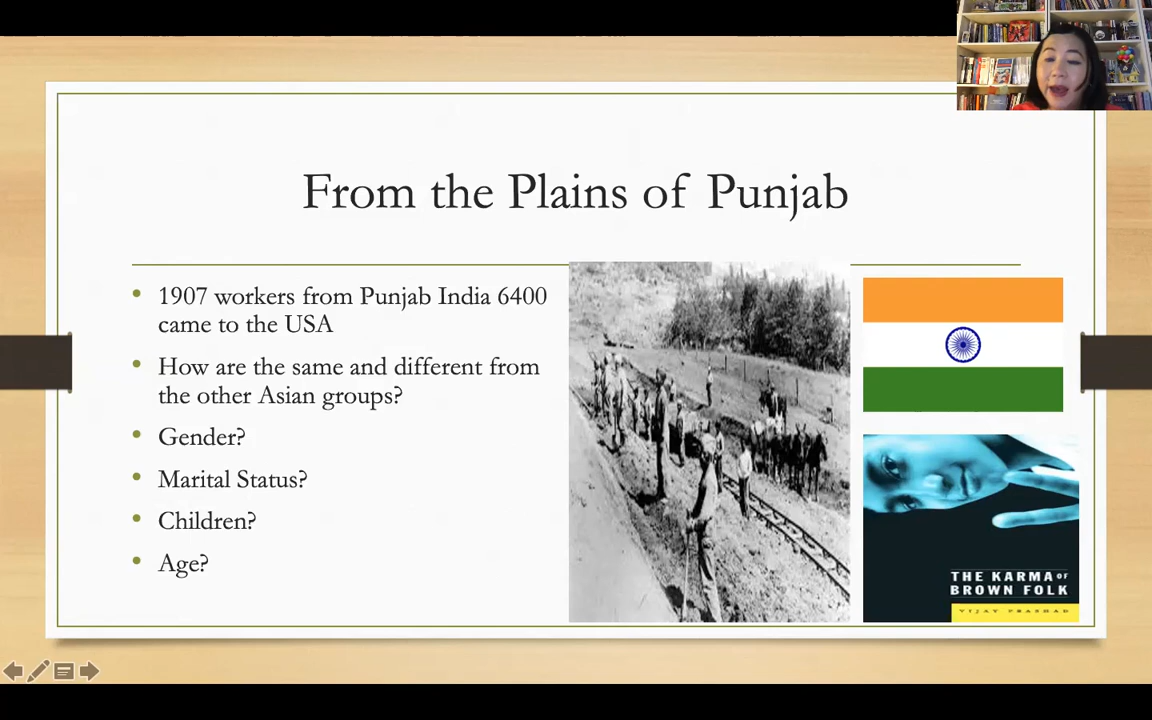 From the Plains of Punjab
1907 workers from Punjab India 6400
came to the USA
How are the same and different from
the other Asian groups?
Gender?
Marital Status?
Children?
Age?
THE KARMA OF
BROWN FOLK
VIJAY PRASHAD